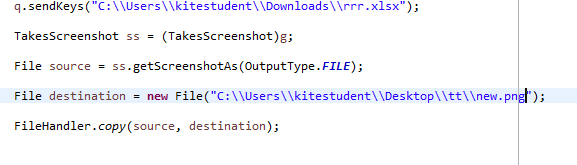 q.sendKeys("C:\\Users\\kitestudent\\Downloads\\rrr.xlsx");
TakesScreenshot ss = (TakesScreenshot)g;
File source = ss.getScreenshotAs(OutputType.FILE);
File destination = new File("C:\\Users\\kitestudent\\Desktop\\tt\\new.png");
FileHandler.copy(source, destination);